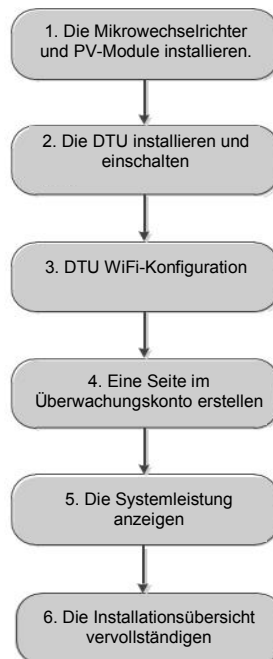 1. Die Mikrowechselrichter
und PV-Module installieren.
2. Die DTU installieren und
einschalten
3. DTU WiFi-Konfiguration
4. Eine Seite im
Überwachungskonto erstellen
5. Die Systemleistung
anzeigen
6. Die Installationsübersicht
vervollständigen